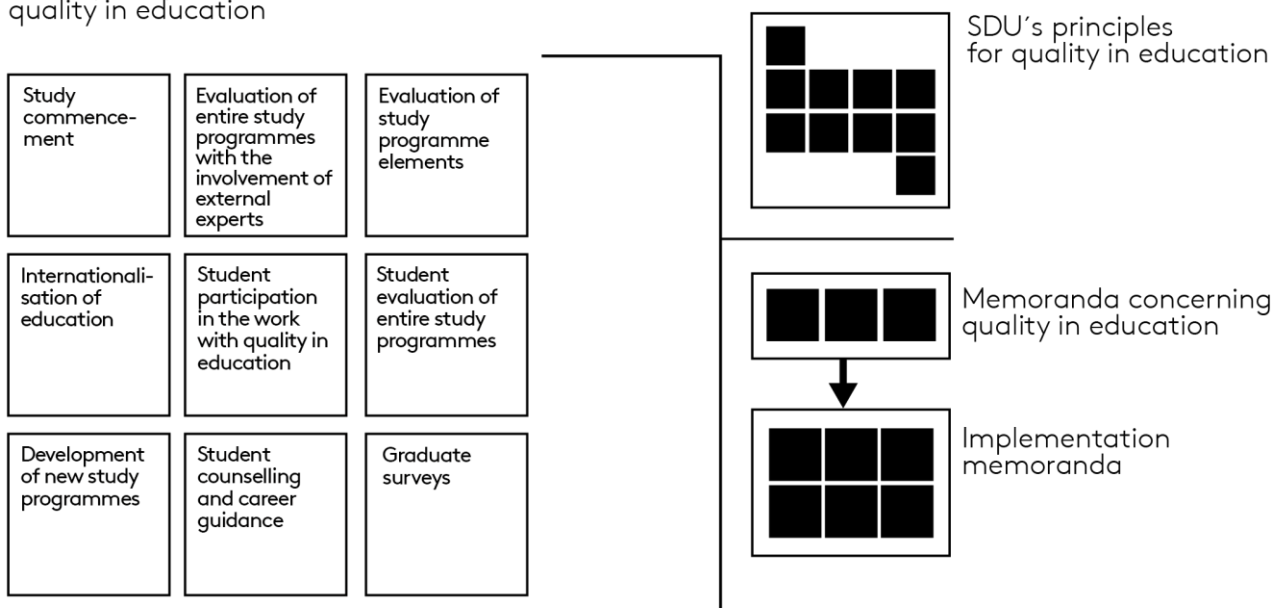 quality in education
Study
commence-
ment
Evaluation of
entire study
programmes
with the
involvement of
external
experts
Evaluation of
study
programme
elements
Internationali-
sation of
education
Student
participation
in the work
with quality in
education
Student
evaluation of
entire study
programmes
Development
of new study
programmes
Student
counselling
and career
guidance
Graduate
surveys
SDU´s principles
for quality in education
Memoranda concerning
quality in education
Implementation
memoranda